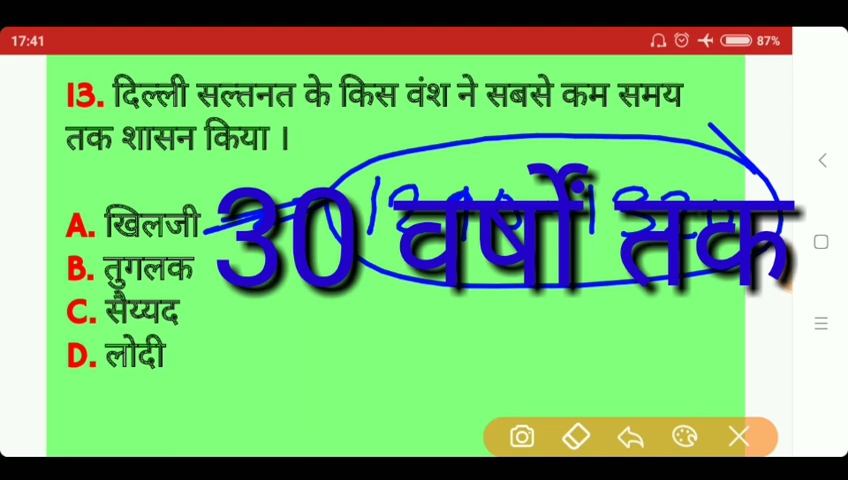 17:41
87%
13. दिल्ली सल्तनत के किस वंश ने सबसे कम समय
तक शासन किया ।
A. खिलजी
30 वर्षों तक
B. तुगलक
C. सैय्यद
D. लोदी